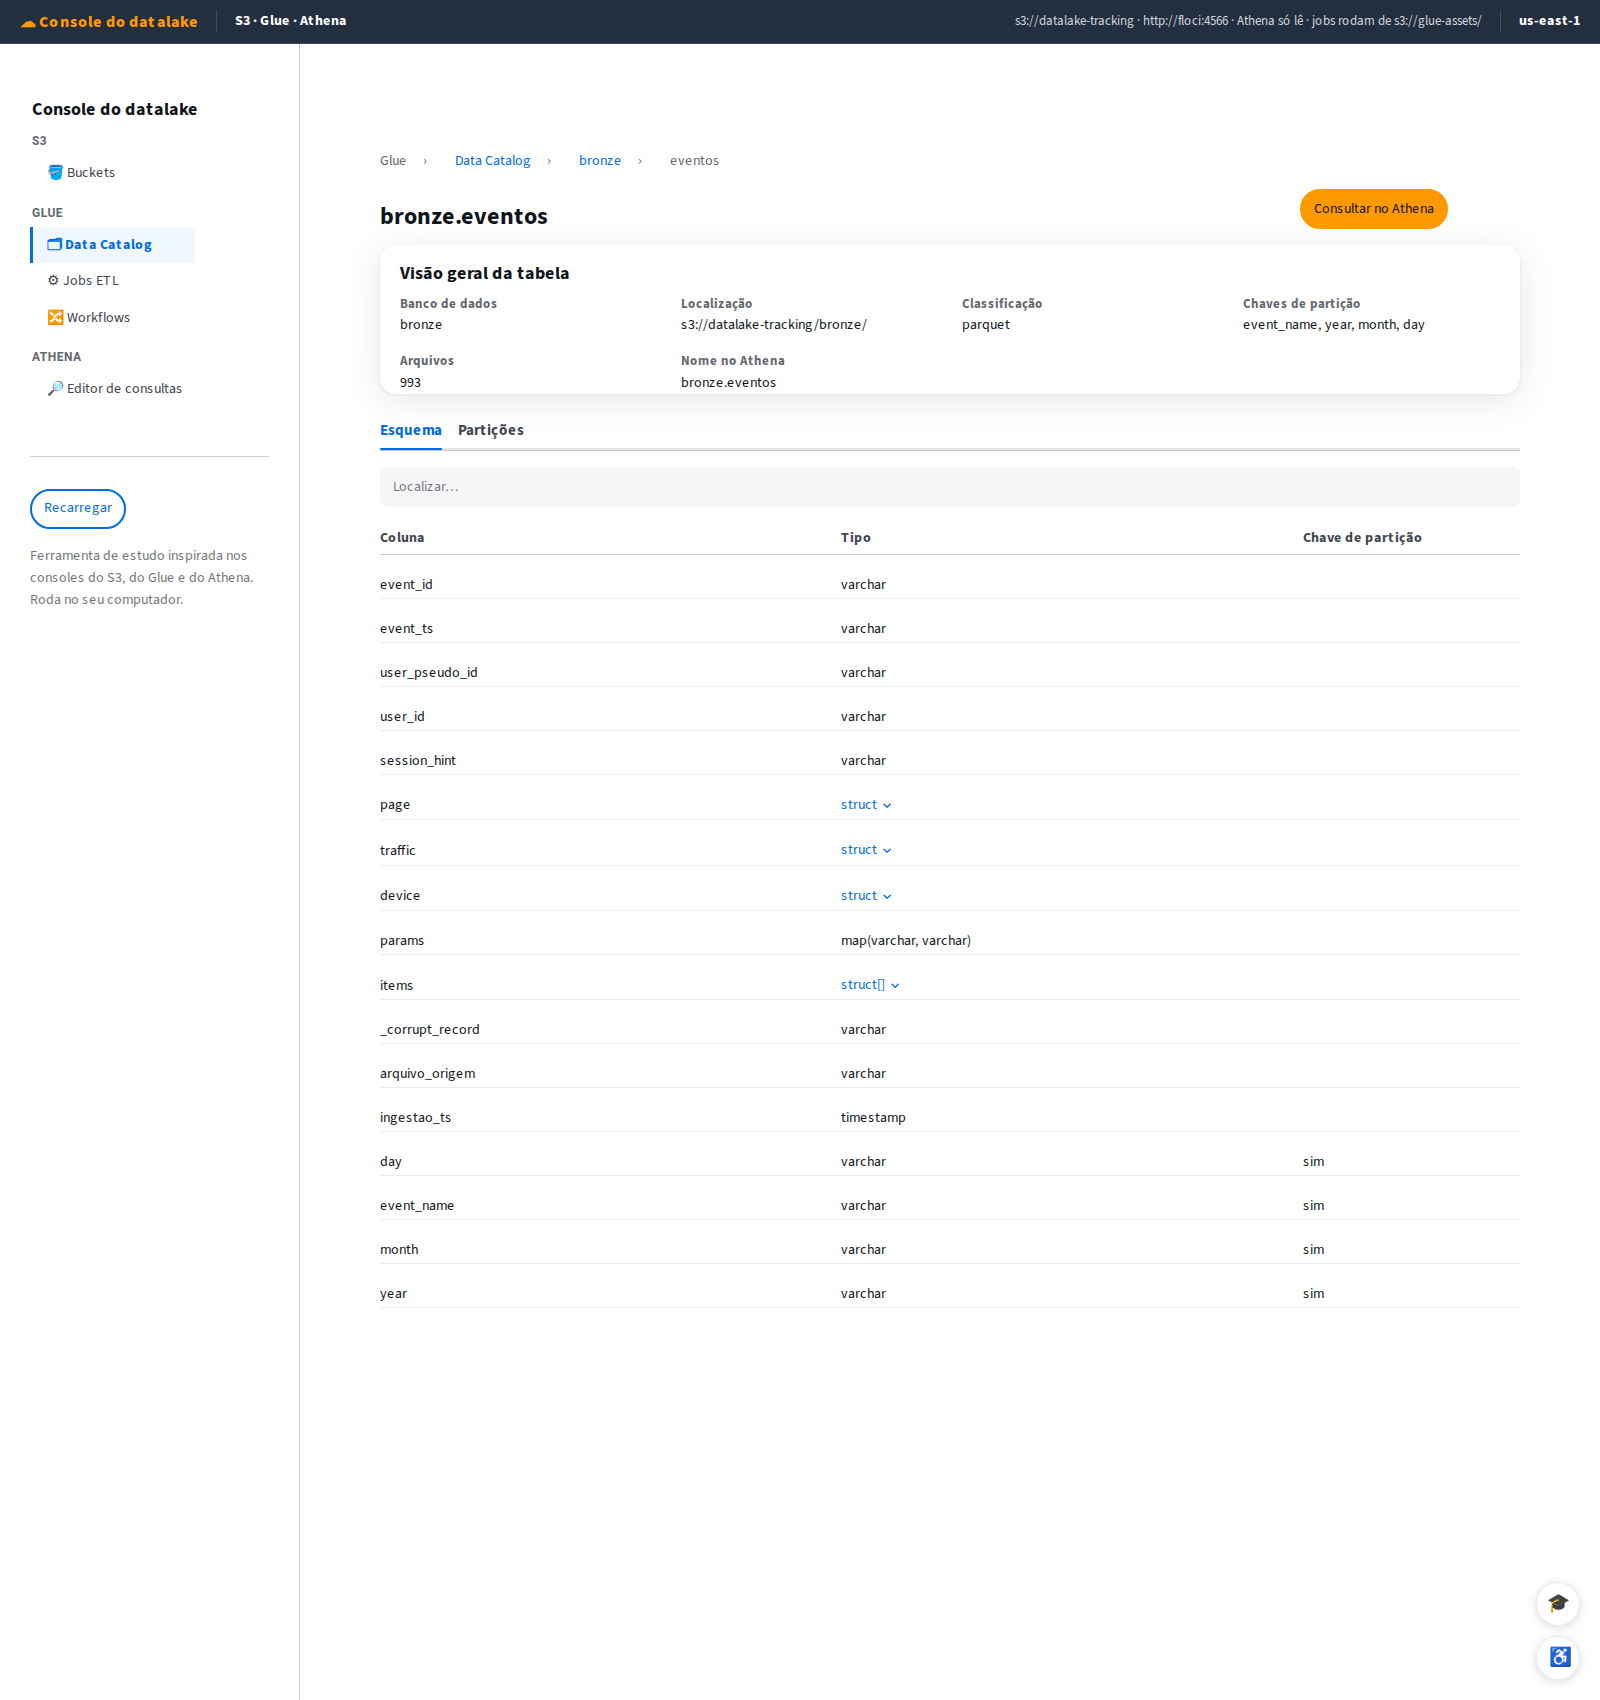 Console do datalake
S3 · Glue · Athena
s3://datalake-tracking · http://floci:4566 · Athena só lê · jobs rodam de s3://glue-assets/
us-east-1
Console do datalake
S3
Buckets
GLUE
Data Catalog
Jobs ETL
Workflows
ATHENA
Editor de consultas
Recarregar
Ferramenta de estudo inspirada nos
consoles do S3, do Glue e do Athena.
Roda no seu computador.
Glue › Data Catalog › bronze › eventos
bronze.eventos
Consultar no Athena
Visão geral da tabela
Banco de dados
bronze
Localização
s3://datalake-tracking/bronze/
Classificação
parquet
Chaves de partição
event_name, year, month, day
Arquivos
993
Nome no Athena
bronze.eventos
Esquema Partições
Localizar...
Coluna Tipo Chave de partição
event_id varchar
event_ts varchar
user_pseudo_id varchar
user_id varchar
session_hint varchar
page struct
traffic struct
device struct
params map(varchar, varchar)
items struct[]
_corrupt_record varchar
arquivo_origem varchar
ingestao_ts timestamp
day varchar sim
event_name varchar sim
month varchar sim
year varchar sim